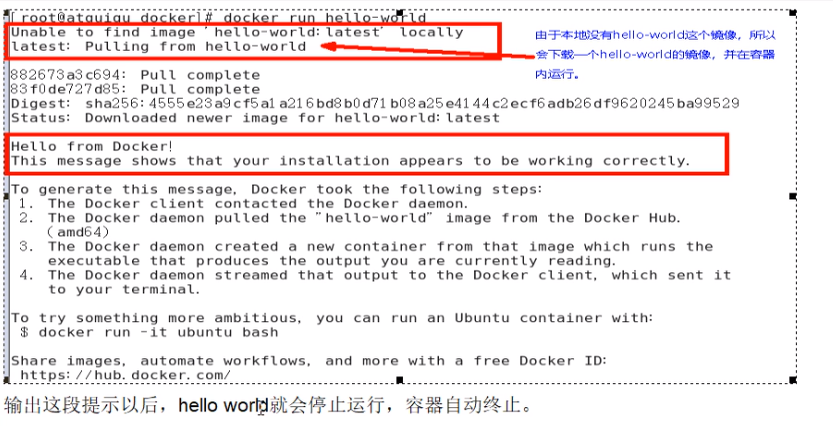 [root@atguigu docker]# docker run hello-world
Unable to find image 'hello-world:latest' locally
latest: Pulling from hello-world
由于本地没有hello-world这个镜像，所以
会下载一个hello-world的镜像，并在容器
内运行。
882673a3c694: Pull complete
83f0de727d85: Pull complete
Digest: sha256:4555e23a9cf5a1a216bd8b0d71b08a25e4144c2ecf6adb26df9620245ba99529
Status: Downloaded newer image for hello-world:latest
Hello from Docker!
This message shows that your installation appears to be working correctly.
To generate this message, Docker took the following steps:
1. The Docker client contacted the Docker daemon.
2. The Docker daemon pulled the "hello-world" image from the Docker Hub.
(amd64)
3. The Docker daemon created a new container from that image which runs the
executable that produces the output you are currently reading.
4. The Docker daemon streamed that output to the Docker client, which sent it
to your terminal.
To try something more ambitious, you can run an Ubuntu container with:
$ docker run -it ubuntu bash
Share images, automate workflows, and more with a free Docker ID:
https://hub.docker.com/
输出这段提示以后，hello world就会停止运行，容器自动终止。